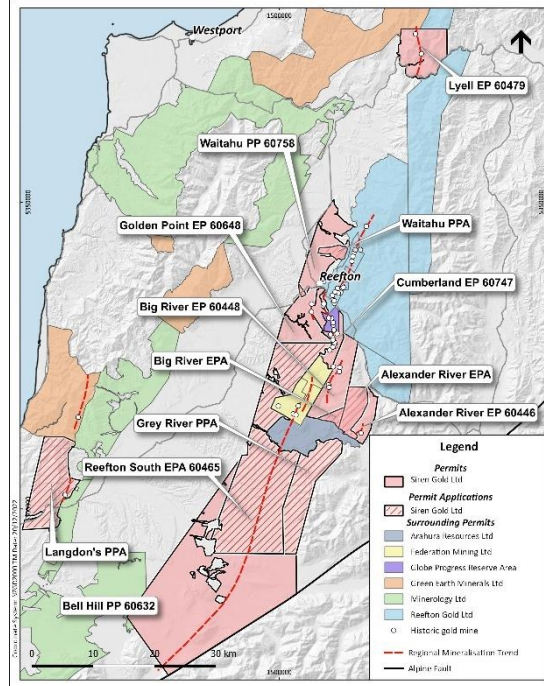 1500000
Westport
Lyell EP 60479
Waitahu PP 60758
5350000
5350000
Golden Point EP 60648
Waitahu PPA
Reefton
Cumberland EP 60747
Big River EP 60448
Big River EPA
Alexander River EPA
Grey River PPA
Alexander River EP 60446
Reefton South EPA 60465
Langdon's PPA
Bell Hill PP 60632
Legend
Permits
Siren Gold Ltd
Permit Applications
Siren Gold Ltd
Surrounding Permits
Arahura Resources Ltd
Federation Mining Ltd
Globe Progress Reserve Area
Green Earth Minerals Ltd
Minerology Ltd
Reefton Gold Ltd
Historic gold mine
Regional Mineralisation Trend
Alpine Fault
0 10 20 30 km
1500000